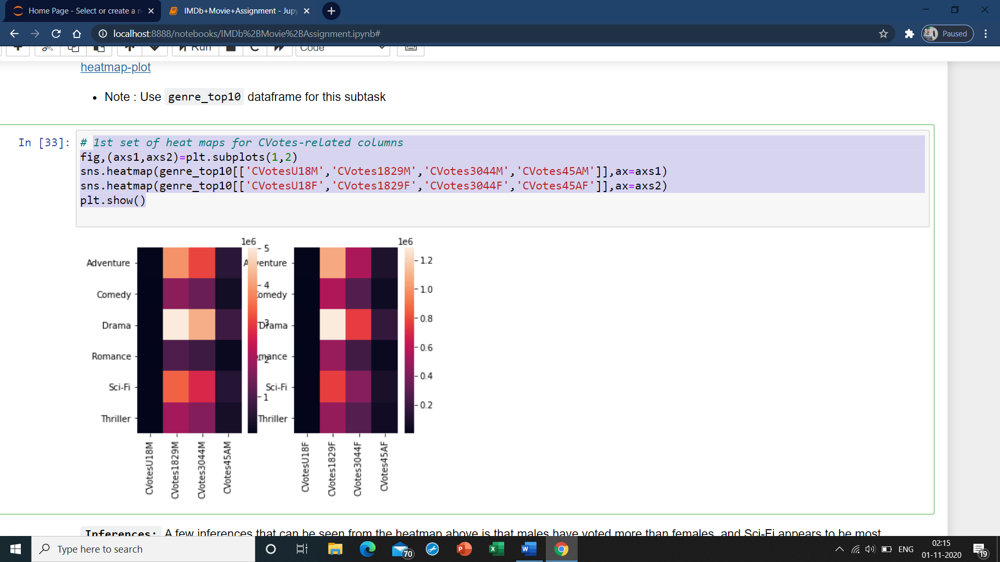 Home Page - Select or create a n
IMDb+Movie+Assignment - Jupy
localhost:8888/notebooks/IMDb%2BMovie%2BAssignment.ipynb#
Paused
Run
Code
heatmap-plot
Note : Use genre_top10 dataframe for this subtask
In [33]:
# 1st set of heat maps for CVotes-related columns
fig,(axs1,axs2)=plt.subplots(1,2)
sns.heatmap(genre_top10[['CVotesU18M','CVotes1829M','CVotes3044M','CVotes45AM']],ax=axs1)
sns.heatmap(genre_top10[['CVotesU18F','CVotes1829F','CVotes3044F','CVotes45AF']],ax=axs2)
plt.show()
Adventure
Comedy
Drama
Romance
Sci-Fi
Thriller
CVotesU18M
CVotes1829M
CVotes3044M
CVotes45AM
1e6
5
4
3
2
1
Comedy
Drama
Sci-Fi
Thriller
CVotesU18F
CVotes1829F
CVotes3044F
CVotes45AF
1e6
1.2
1.0
0.8
0.6
0.4
0.2
Inferences: A few inferences that can be seen from the heatmap above is that males have voted more than females, and Sci-Fi appears to be most
Type here to search
70
ENG
02:15
01-11-2020
19